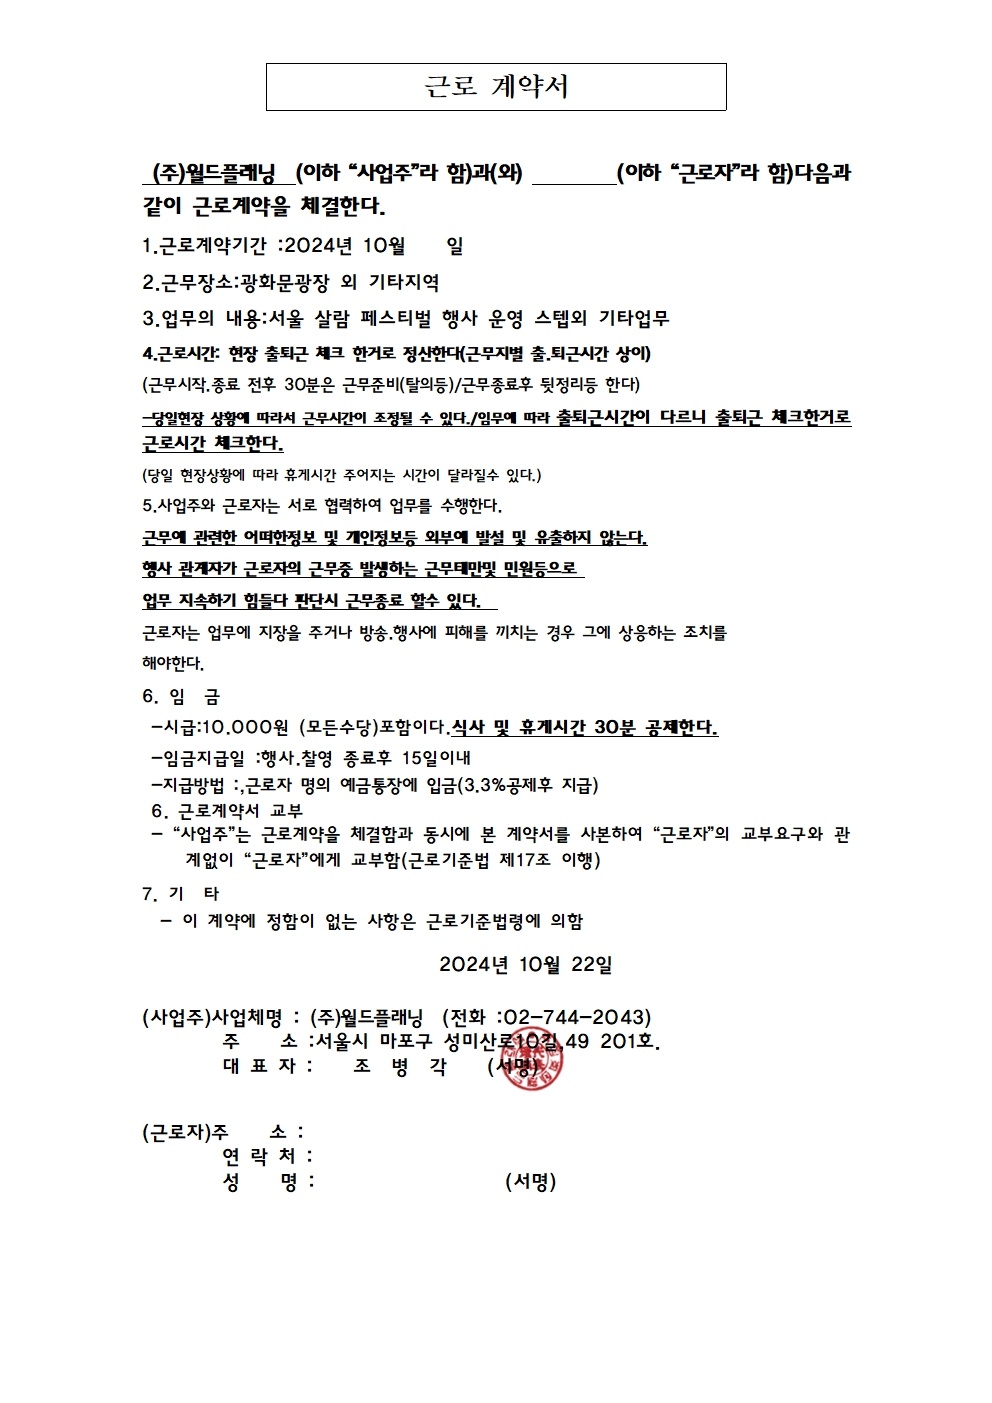 근로 계약서
(주)월드플래닝 (이하 “사업주”라 함)과(와) (이하 “근로자”라 함)다음과
같이 근로계약을 체결한다.
1.근로계약기간 :2024년 10월 일
2.근무장소:광화문광장 외 기타지역
3.업무의 내용:서울 살람 페스티벌 행사 운영 스텝외 기타업무
4.근로시간: 현장 출퇴근 체크 한거로 정산한다(근무지별 출.퇴근시간 상이)
(근무시작.종료 전후 30분은 근무준비(탈의등)/근무종료후 뒷정리등 한다)
-당일현장 상황에 따라서 근무시간이 조정될 수 있다./임무에 따라 출퇴근시간이 다르니 출퇴근 체크한거로
근로시간 체크한다.
(당일 현장상황에 따라 휴게시간 주어지는 시간이 달라질수 있다.)
5.사업주와 근로자는 서로 협력하여 업무를 수행한다.
근무에 관련한 어떠한정보 및 개인정보등 외부에 발설 및 유출하지 않는다.
행사 관계자가 근로자의 근무중 발생하는 근무태만및 민원등으로
업무 지속하기 힘들다 판단시 근무종료 할수 있다.
근로자는 업무에 지장을 주거나 방송.행사에 피해를 끼치는 경우 그에 상응하는 조치를
해야한다.
6. 임 금
-시급:10.000원 (모든수당)포함이다.식사 및 휴게시간 30분 공제한다.
-임금지급일 :행사.촬영 종료후 15일이내
-지급방법 :,근로자 명의 예금통장에 입금(3.3%공제후 지급)
6. 근로계약서 교부
- “사업주”는 근로계약을 체결함과 동시에 본 계약서를 사본하여 “근로자”의 교부요구와 관
계없이 “근로자”에게 교부함(근로기준법 제17조 이행)
7. 기 타
- 이 계약에 정함이 없는 사항은 근로기준법령에 의함
2024년 10월 22일
(사업주)사업체명 : (주)월드플래닝 (전화 :02-744-2043)
주 소 :서울시 마포구 성미산로10길,49 201호.
대 표 자 : 조 병 각 (서명)
(근로자)주 소 :
연 락 처 :
성 명 : (서명)